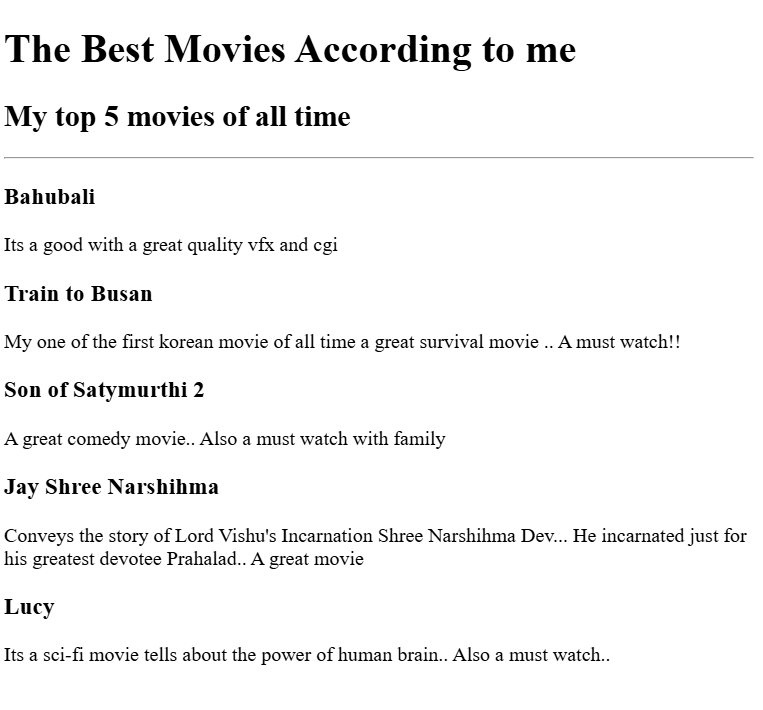 The Best Movies According to me
My top 5 movies of all time
Bahubali
Its a good with a great quality vfx and cgi
Train to Busan
My one of the first korean movie of all time a great survival movie .. A must watch!!
Son of Satymurthi 2
A great comedy movie.. Also a must watch with family
Jay Shree Narshihma
Conveys the story of Lord Vishu's Incarnation Shree Narshihma Dev... He incarnated just for
his greatest devotee Prahalad.. A great movie
Lucy
Its a sci-fi movie tells about the power of human brain.. Also a must watch..